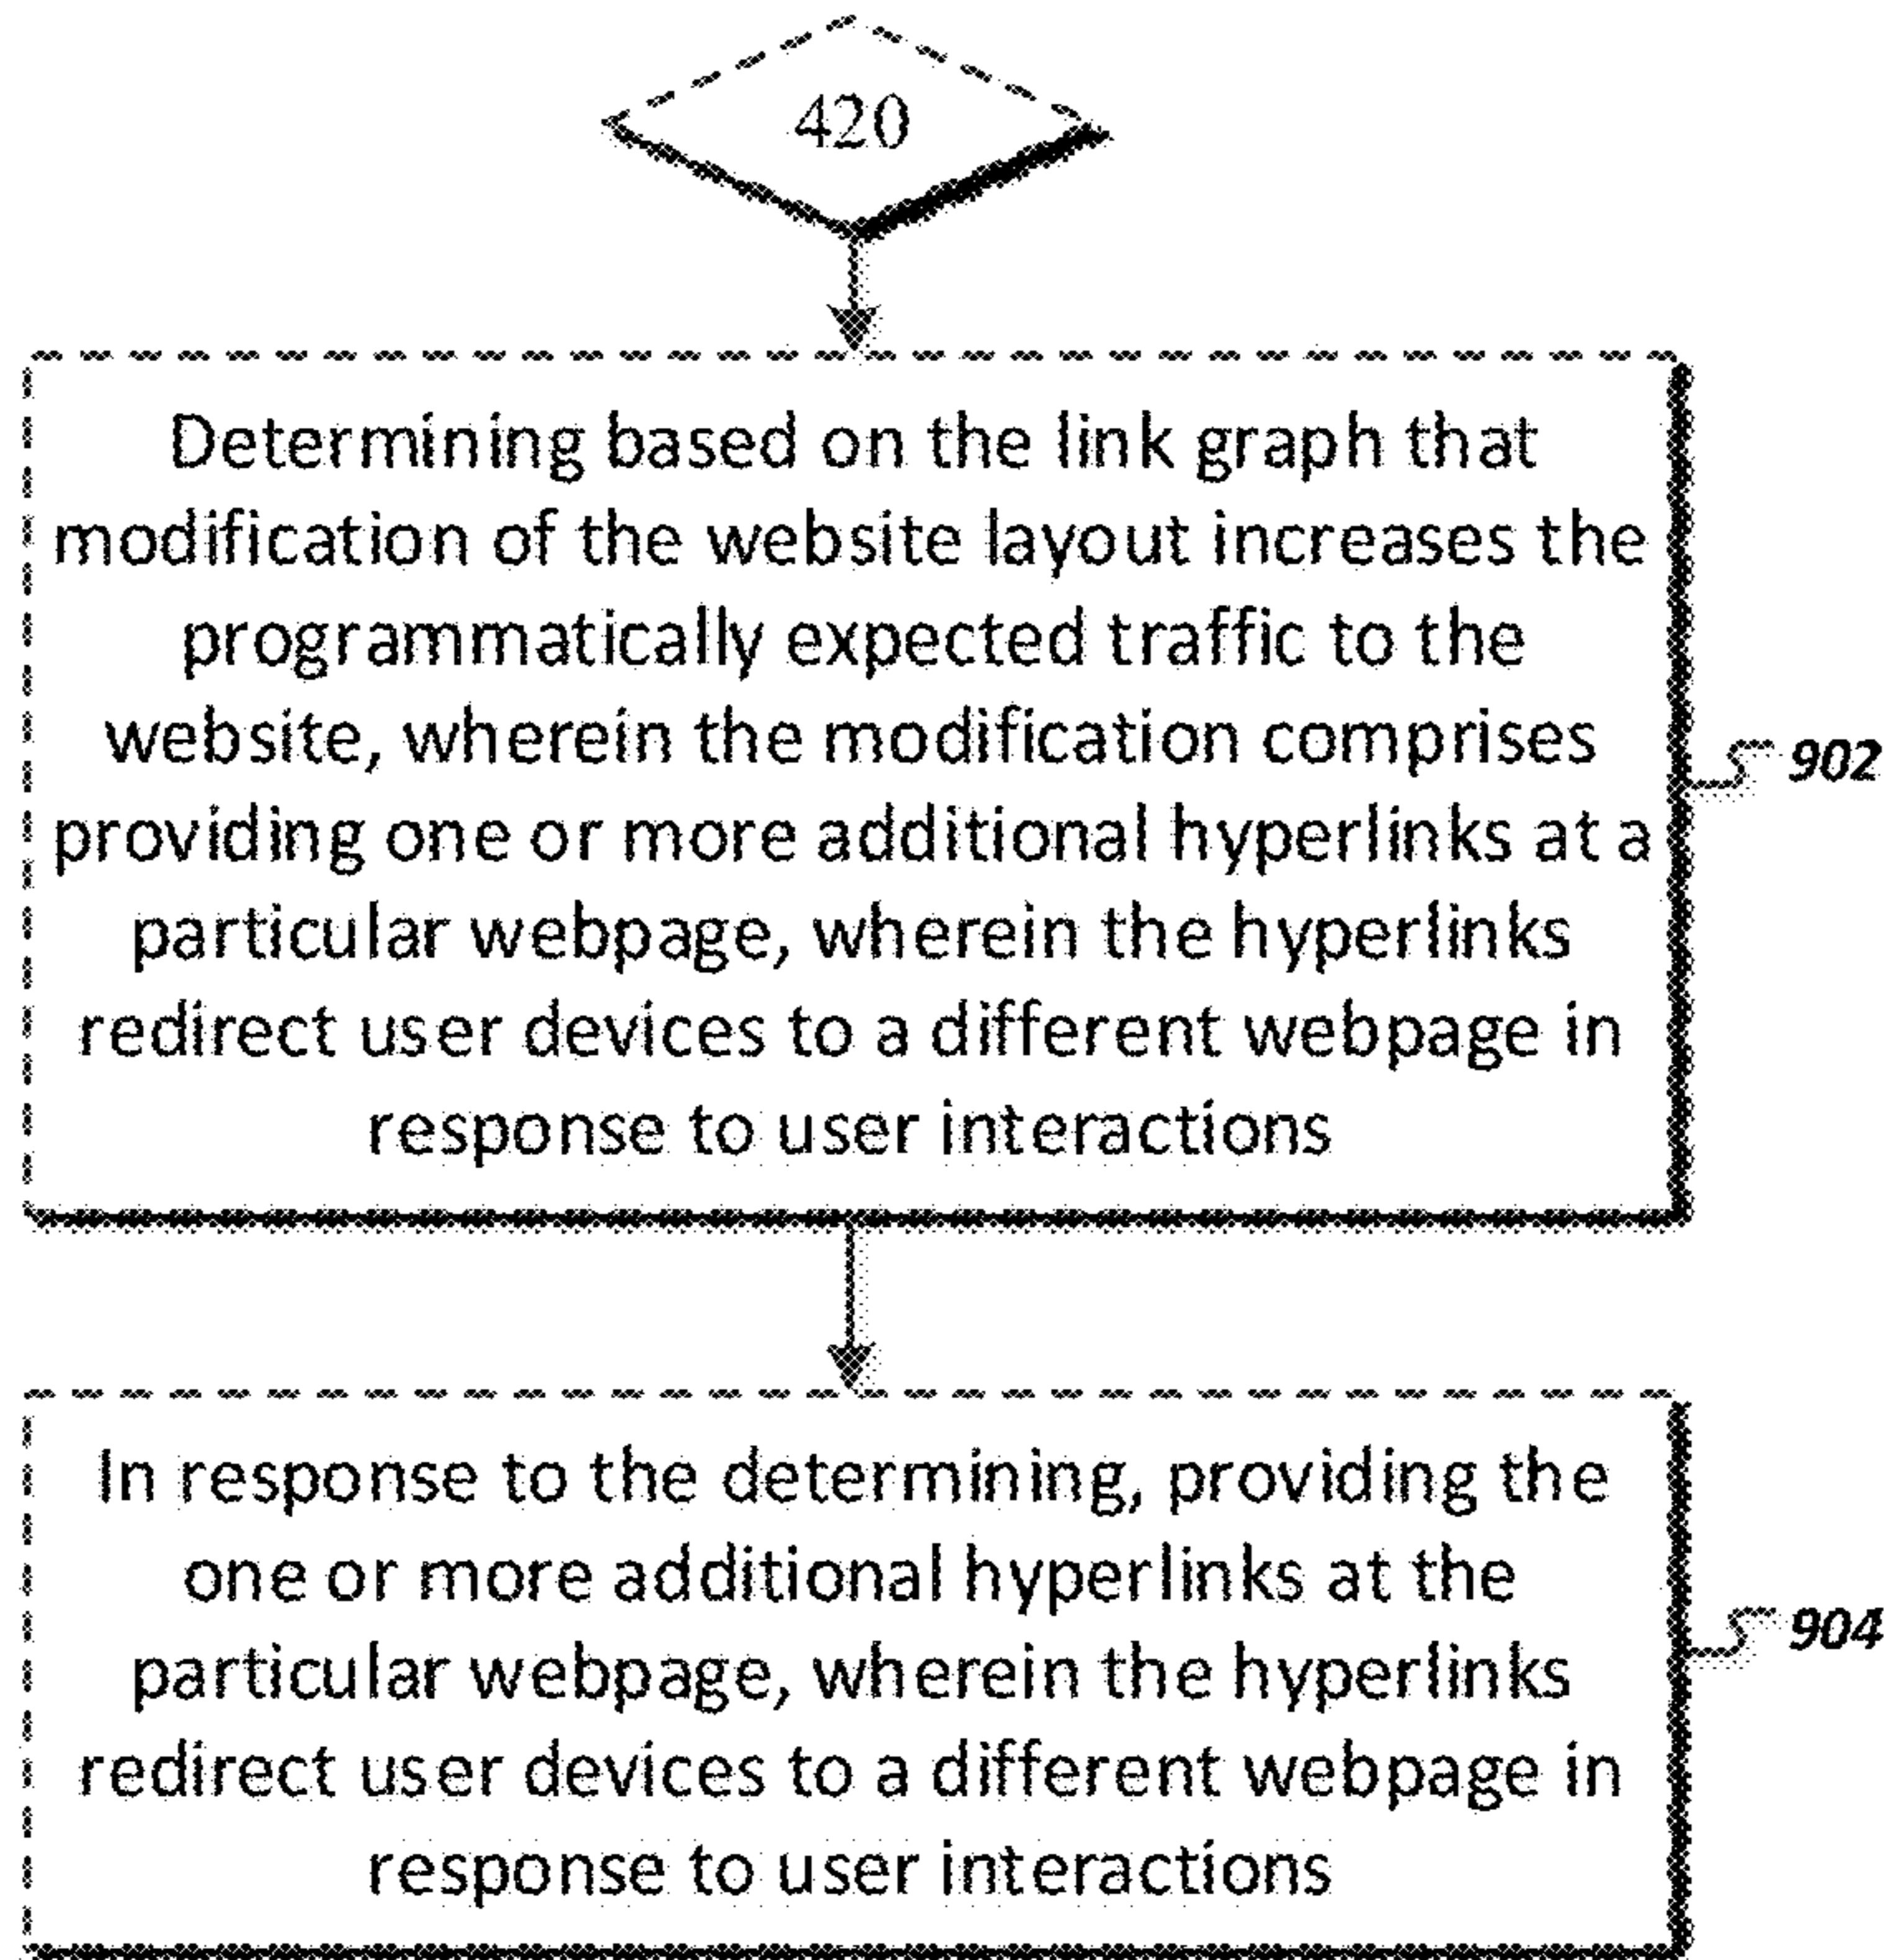 420
Determining based on the link graph that
modification of the website layout increases the
programmatically expected traffic to the
website, wherein the modification comprises
providing one or more additional hyperlinks at a
particular webpage, wherein the hyperlinks
redirect user devices to a different webpage in
response to user interactions
902
In response to the determining, providing the
one or more additional hyperlinks at the
particular webpage, wherein the hyperlinks
redirect user devices to a different webpage in
response to user interactions
904